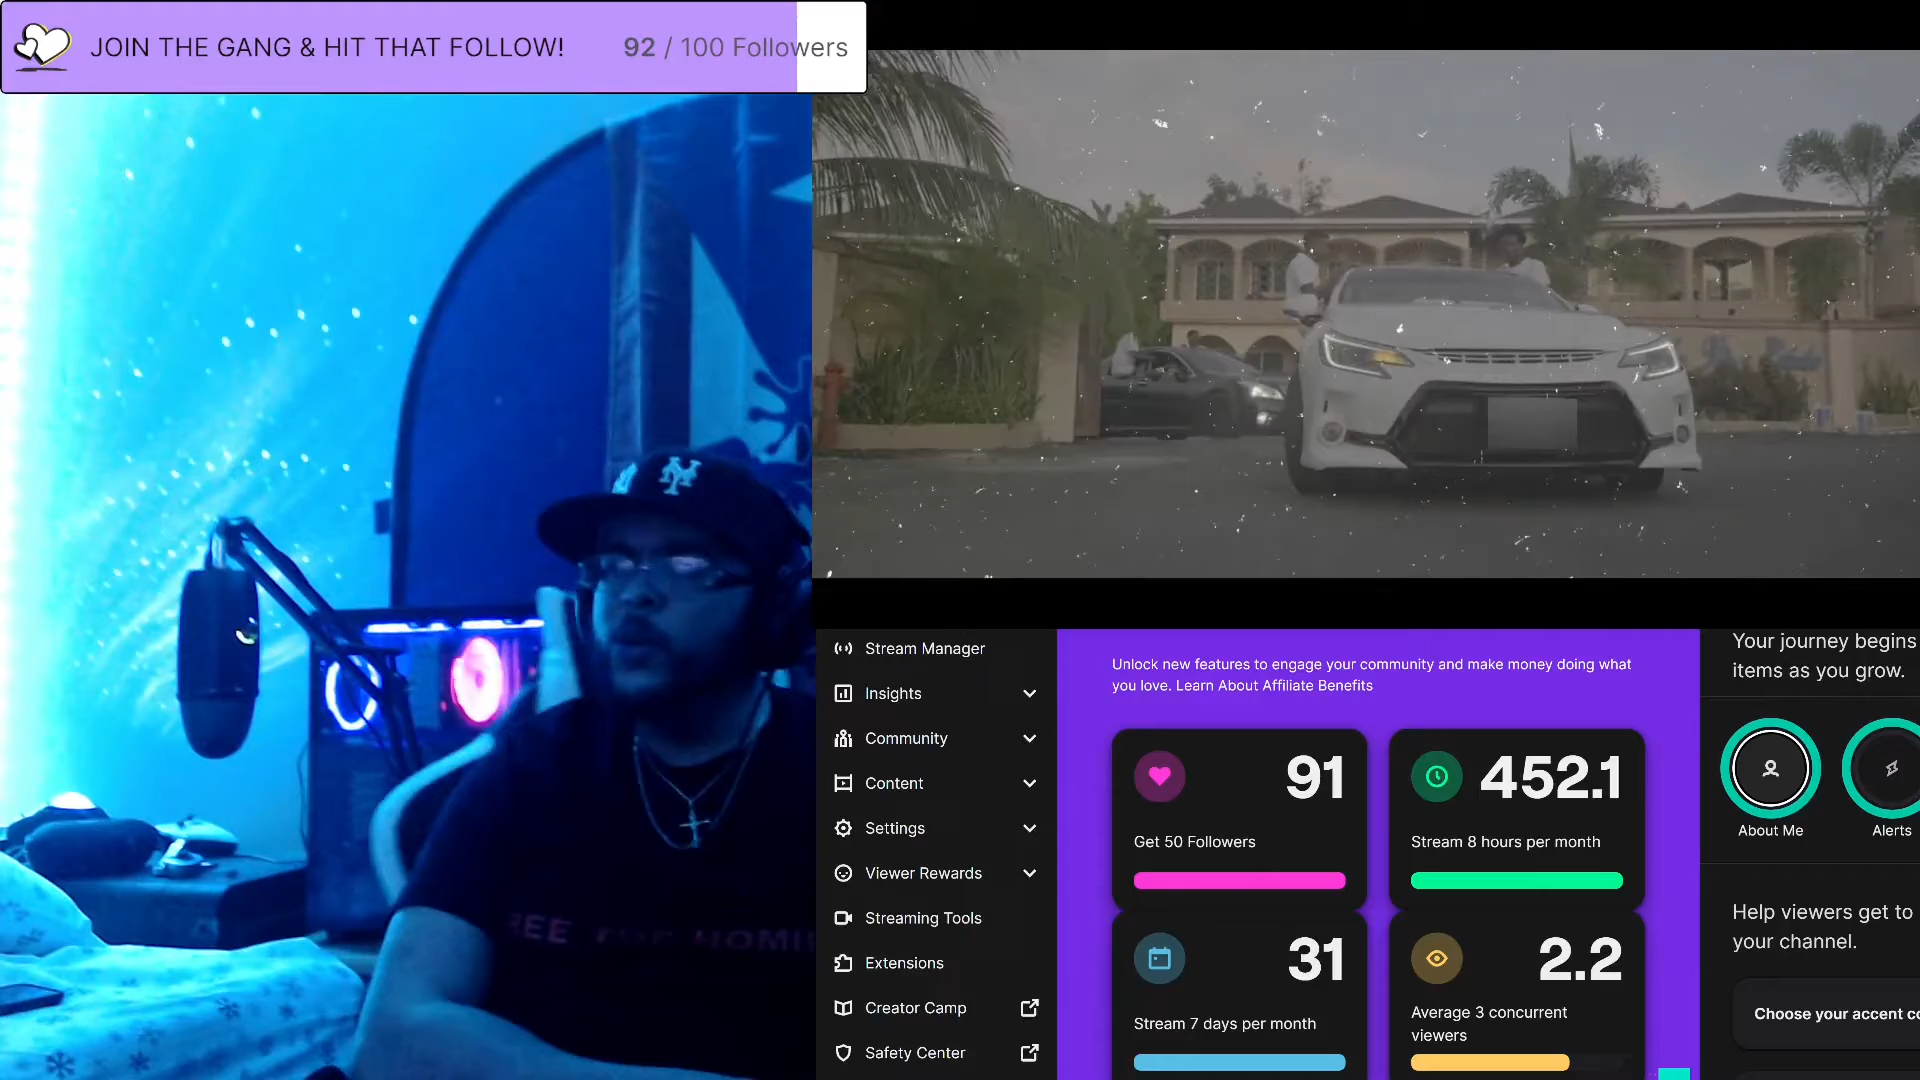 JOIN THE GANG & HIT THAT FOLLOW!
92 / 100 Followers
NY
Stream Manager
Insights
Community
Content
Settings
Viewer Rewards
Streaming Tools
Extensions
Creator Camp
Safety Center
Unlock new features to engage your community and make money doing what
you love. Learn About Affiliate Benefits
91
Get 50 Followers
452.1
Stream 8 hours per month
31
Stream 7 days per month
2.2
Average 3 concurrent
viewers
Your journey begins
items as you grow.
About Me
Alerts
Help viewers get to
your channel.
Choose your accent co